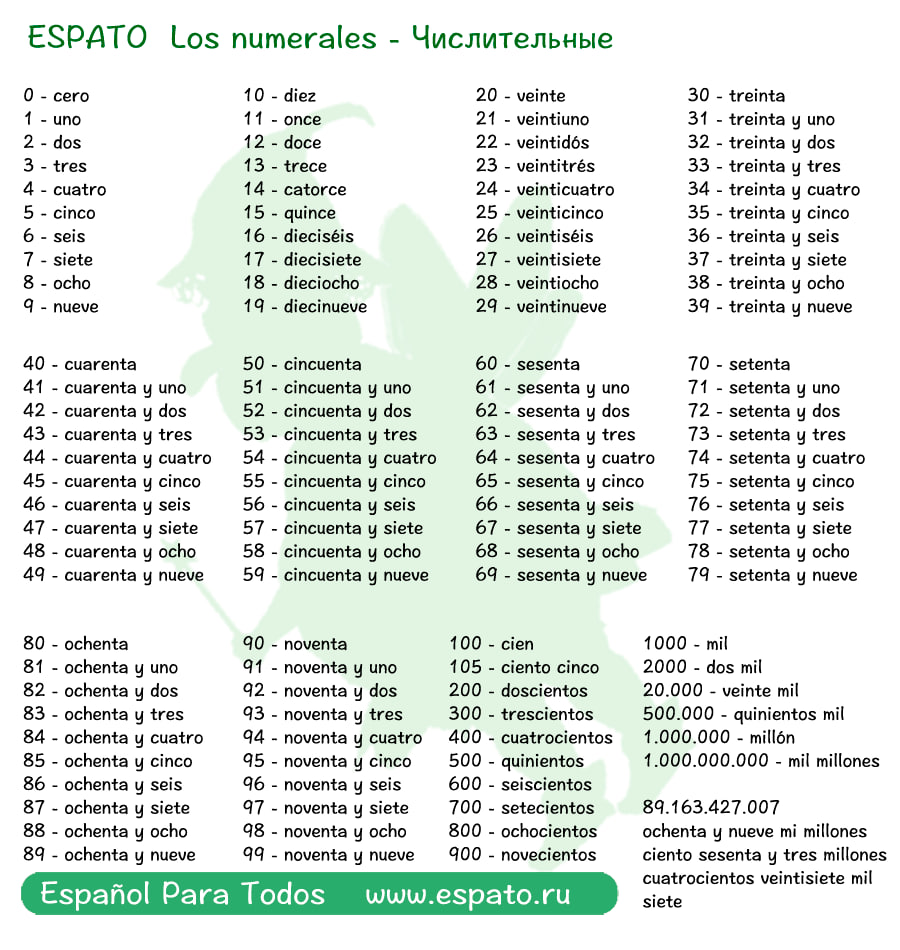 ESPATO Los numerales - Числительные
0 - cero
1 - uno
2 - dos
3 - tres
4 - cuatro
5 - cinco
6 - seis
7 - siete
8 - ocho
9 - nueve
10 - diez
11 - once
12 - doce
13 - trece
14 - catorce
15 - quince
16 - dieciséis
17 - diecisiete
18 - dieciocho
19 - diecinueve
20 - veinte
21 - veintiuno
22 - veintidós
23 - veintitrés
24 - veinticuatro
25 - veinticinco
26 - veintiséis
27 - veintisiete
28 - veintiocho
29 - veintinueve
30 - treinta
31 - treinta y uno
32 - treinta y dos
33 - treinta y tres
34 - treinta y cuatro
35 - treinta y cinco
36 - treinta y seis
37 - treinta y siete
38 - treinta y ocho
39 - treinta y nueve
40 - cuarenta
41 - cuarenta y uno
42 - cuarenta y dos
43 - cuarenta y tres
44 - cuarenta y cuatro
45 - cuarenta y cinco
46 - cuarenta y seis
47 - cuarenta y siete
48 - cuarenta y ocho
49 - cuarenta y nueve
50 - cincuenta
51 - cincuenta y uno
52 - cincuenta y dos
53 - cincuenta y tres
54 - cincuenta y cuatro
55 - cincuenta y cinco
56 - cincuenta y seis
57 - cincuenta y siete
58 - cincuenta y ocho
59 - cincuenta y nueve
60 - sesenta
61 - sesenta y uno
62 - sesenta y dos
63 - sesenta y tres
64 - sesenta y cuatro
65 - sesenta y cinco
66 - sesenta y seis
67 - sesenta y siete
68 - sesenta y ocho
69 - sesenta y nueve
70 - setenta
71 - setenta y uno
72 - setenta y dos
73 - setenta y tres
74 - setenta y cuatro
75 - setenta y cinco
76 - setenta y seis
77 - setenta y siete
78 - setenta y ocho
79 - setenta y nueve
80 - ochenta
81 - ochenta y uno
82 - ochenta y dos
83 - ochenta y tres
84 - ochenta y cuatro
85 - ochenta y cinco
86 - ochenta y seis
87 - ochenta y siete
88 - ochenta y ocho
89 - ochenta y nueve
90 - noventa
91 - noventa y uno
92 - noventa y dos
93 - noventa y tres
94 - noventa y cuatro
95 - noventa y cinco
96 - noventa y seis
97 - noventa y siete
98 - noventa y ocho
99 - noventa y nueve
100 - cien
105 - ciento cinco
200 - doscientos
300 - trescientos
400 - cuatrocientos
500 - quinientos
600 - seiscientos
700 - setecientos
800 - ochocientos
900 - novecientos
1000 - mil
2000 - dos mil
20.000 - veinte mil
500.000 - quinientos mil
1.000.000 - millón
1.000.000.000 - mil millones
89.163.427.007
ochenta y nueve mi millones
ciento sesenta y tres millones
cuatrocientos veintisiete mil
siete
Español Para Todos www.espato.ru